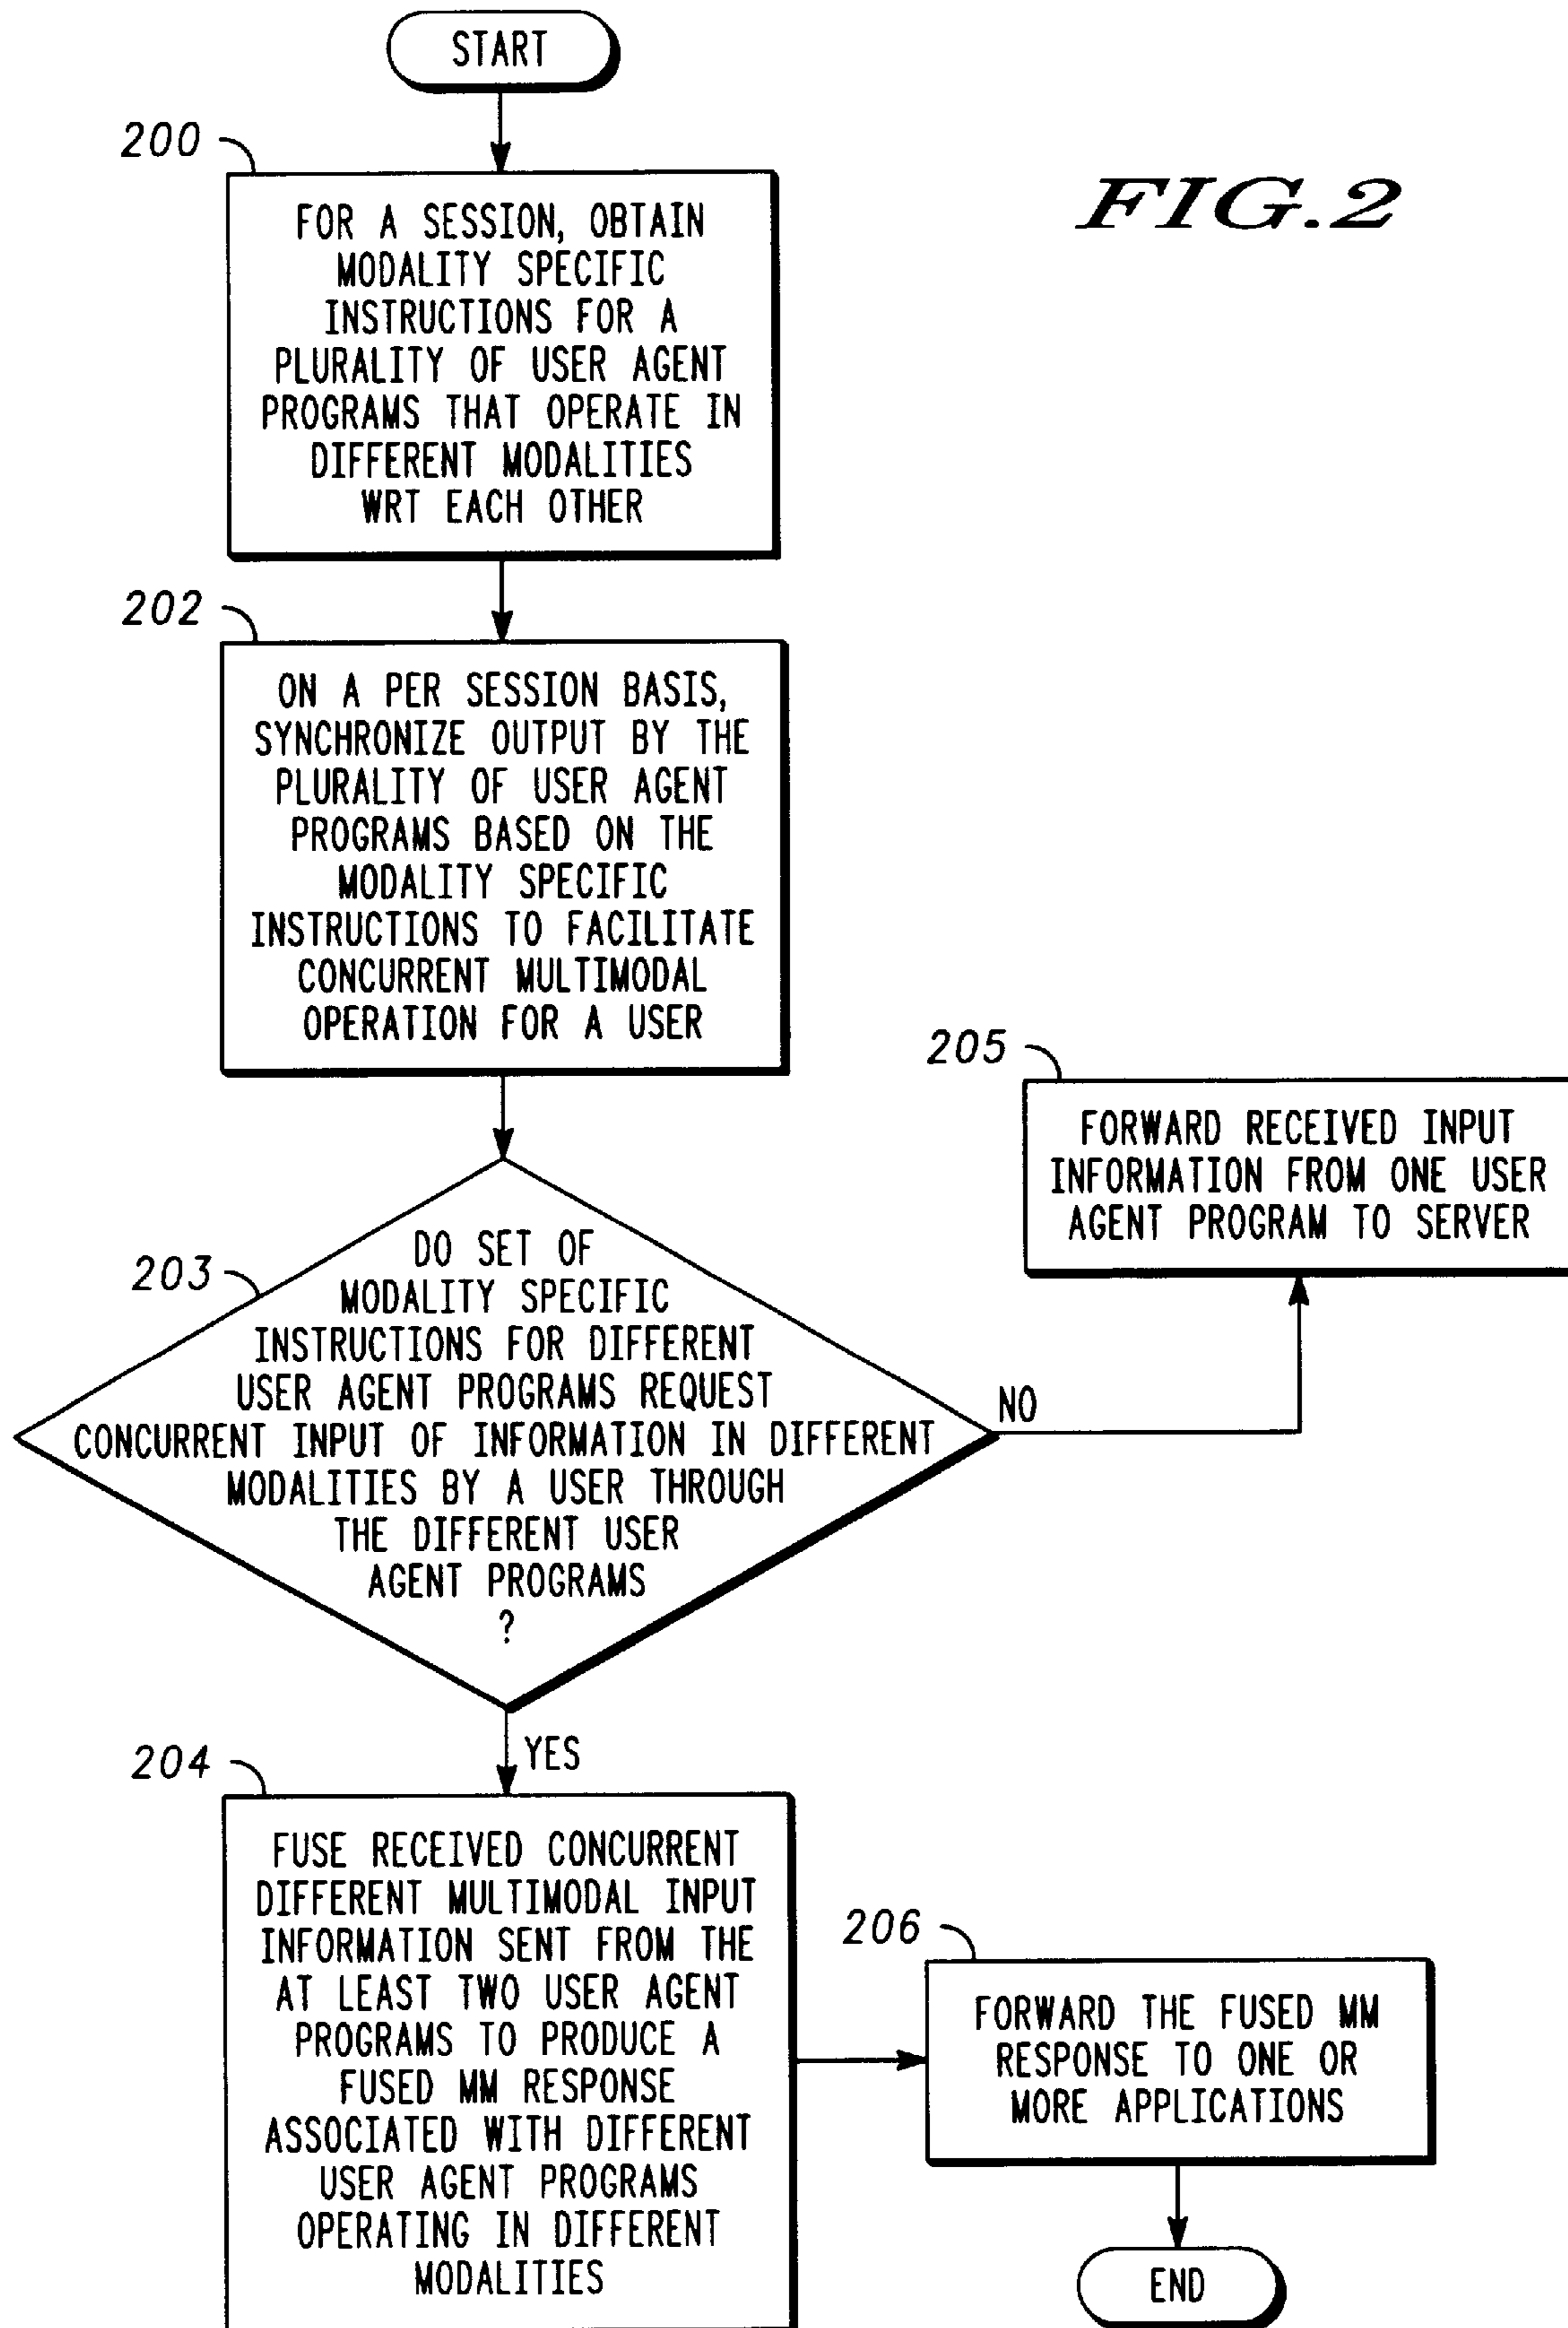 START
FIG.2
200
FOR A SESSION, OBTAIN
MODALITY SPECIFIC
INSTRUCTIONS FOR A
PLURALITY OF USER AGENT
PROGRAMS THAT OPERATE IN
DIFFERENT MODALITIES
WRT EACH OTHER
202
ON A PER SESSION BASIS,
SYNCHRONIZE OUTPUT BY THE
PLURALITY OF USER AGENT
PROGRAMS BASED ON THE
MODALITY SPECIFIC
INSTRUCTIONS TO FACILITATE
CONCURRENT MULTIMODAL
OPERATION FOR A USER
203
DO SET OF
MODALITY SPECIFIC
INSTRUCTIONS FOR DIFFERENT
USER AGENT PROGRAMS REQUEST
CONCURRENT INPUT OF INFORMATION IN DIFFERENT
MODALITIES BY A USER THROUGH
THE DIFFERENT USER
AGENT PROGRAMS
?
NO
205
FORWARD RECEIVED INPUT
INFORMATION FROM ONE USER
AGENT PROGRAM TO SERVER
YES
204
FUSE RECEIVED CONCURRENT
DIFFERENT MULTIMODAL INPUT
INFORMATION SENT FROM THE
AT LEAST TWO USER AGENT
PROGRAMS TO PRODUCE A
FUSED MM RESPONSE
ASSOCIATED WITH DIFFERENT
USER AGENT PROGRAMS
OPERATING IN DIFFERENT
MODALITIES
206
FORWARD THE FUSED MM
RESPONSE TO ONE OR
MORE APPLICATIONS
END